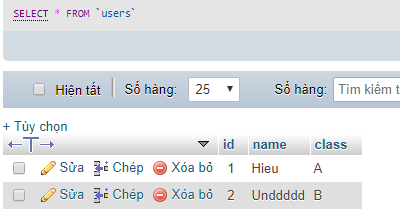 SELECT * FROM `users`
Hiện tất Số hàng: 25 Số hàng: Tìm kiếm t
+ Tùy chọn
←T→ id name class
Sửa Chép Xóa bỏ 1 Hieu A
Sửa Chép Xóa bỏ 2 Unddddd B